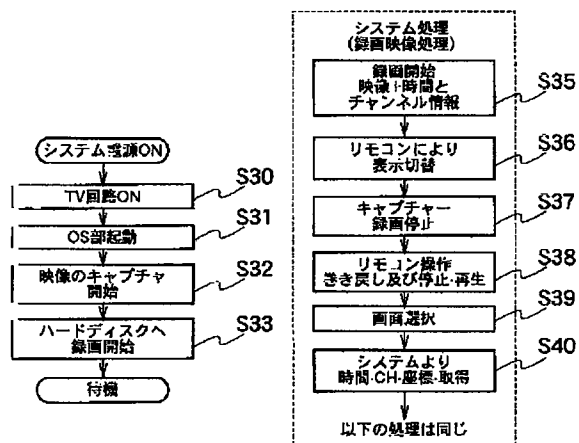 システム電源ON
TV回路ON
S30
OS部起動
S31
映像のキャプチャ
開始
S32
ハードディスクへ
録画開始
S33
待機
システム処理
(録画映像処理)
録画開始
映像+時間と
チャンネル情報
S35
リモコンにより
表示切替
S36
キャプチャー
録画停止
S37
リモコン操作
巻き戻し及び停止・再生
S38
画面選択
S39
システムより
時間・CH・座標・取得
S40
以下の処理は同じ